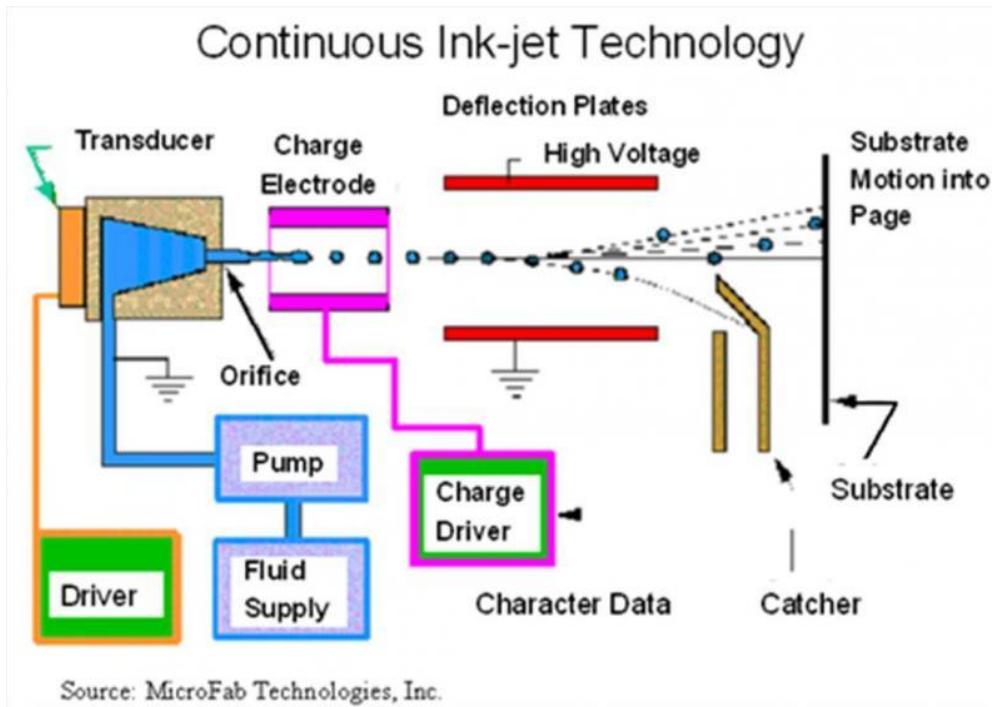 Continuous Ink-jet Technology
Deflection Plates
Transducer
Charge
Electrode
High Voltage
Substrate
Motion into
Page
Orifice
Pump
Charge
Driver
Substrate
Fluid
Supply
Driver
Character Data
Catcher
Source: MicroFab Technologies, Inc.